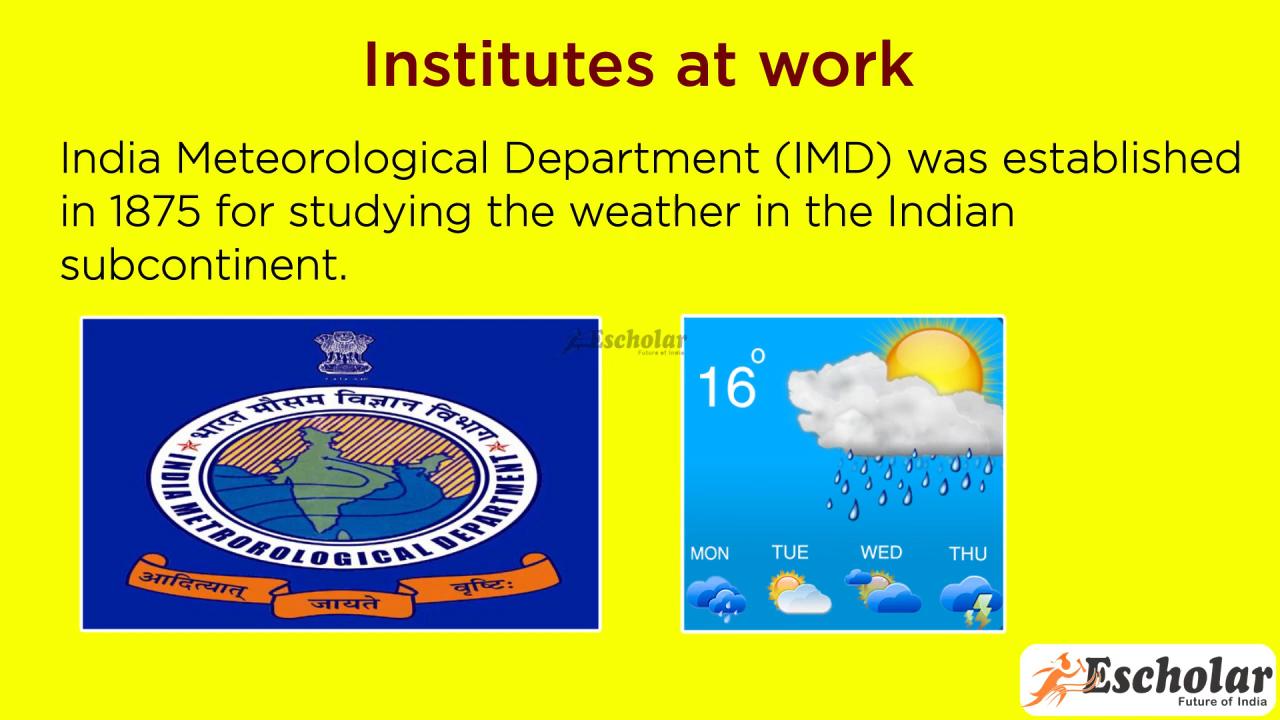 Institutes at work
India Meteorological Department (IMD) was established
in 1875 for studying the weather in the Indian
subcontinent.
Escholar
Future of India
भारत मौसम विज्ञान विभाग
INDIA METROROLOGICAL DEPARTMENT
आदित्यात् जायते वृष्टि:
16°
MON TUE WED THU
Escholar
Future of India